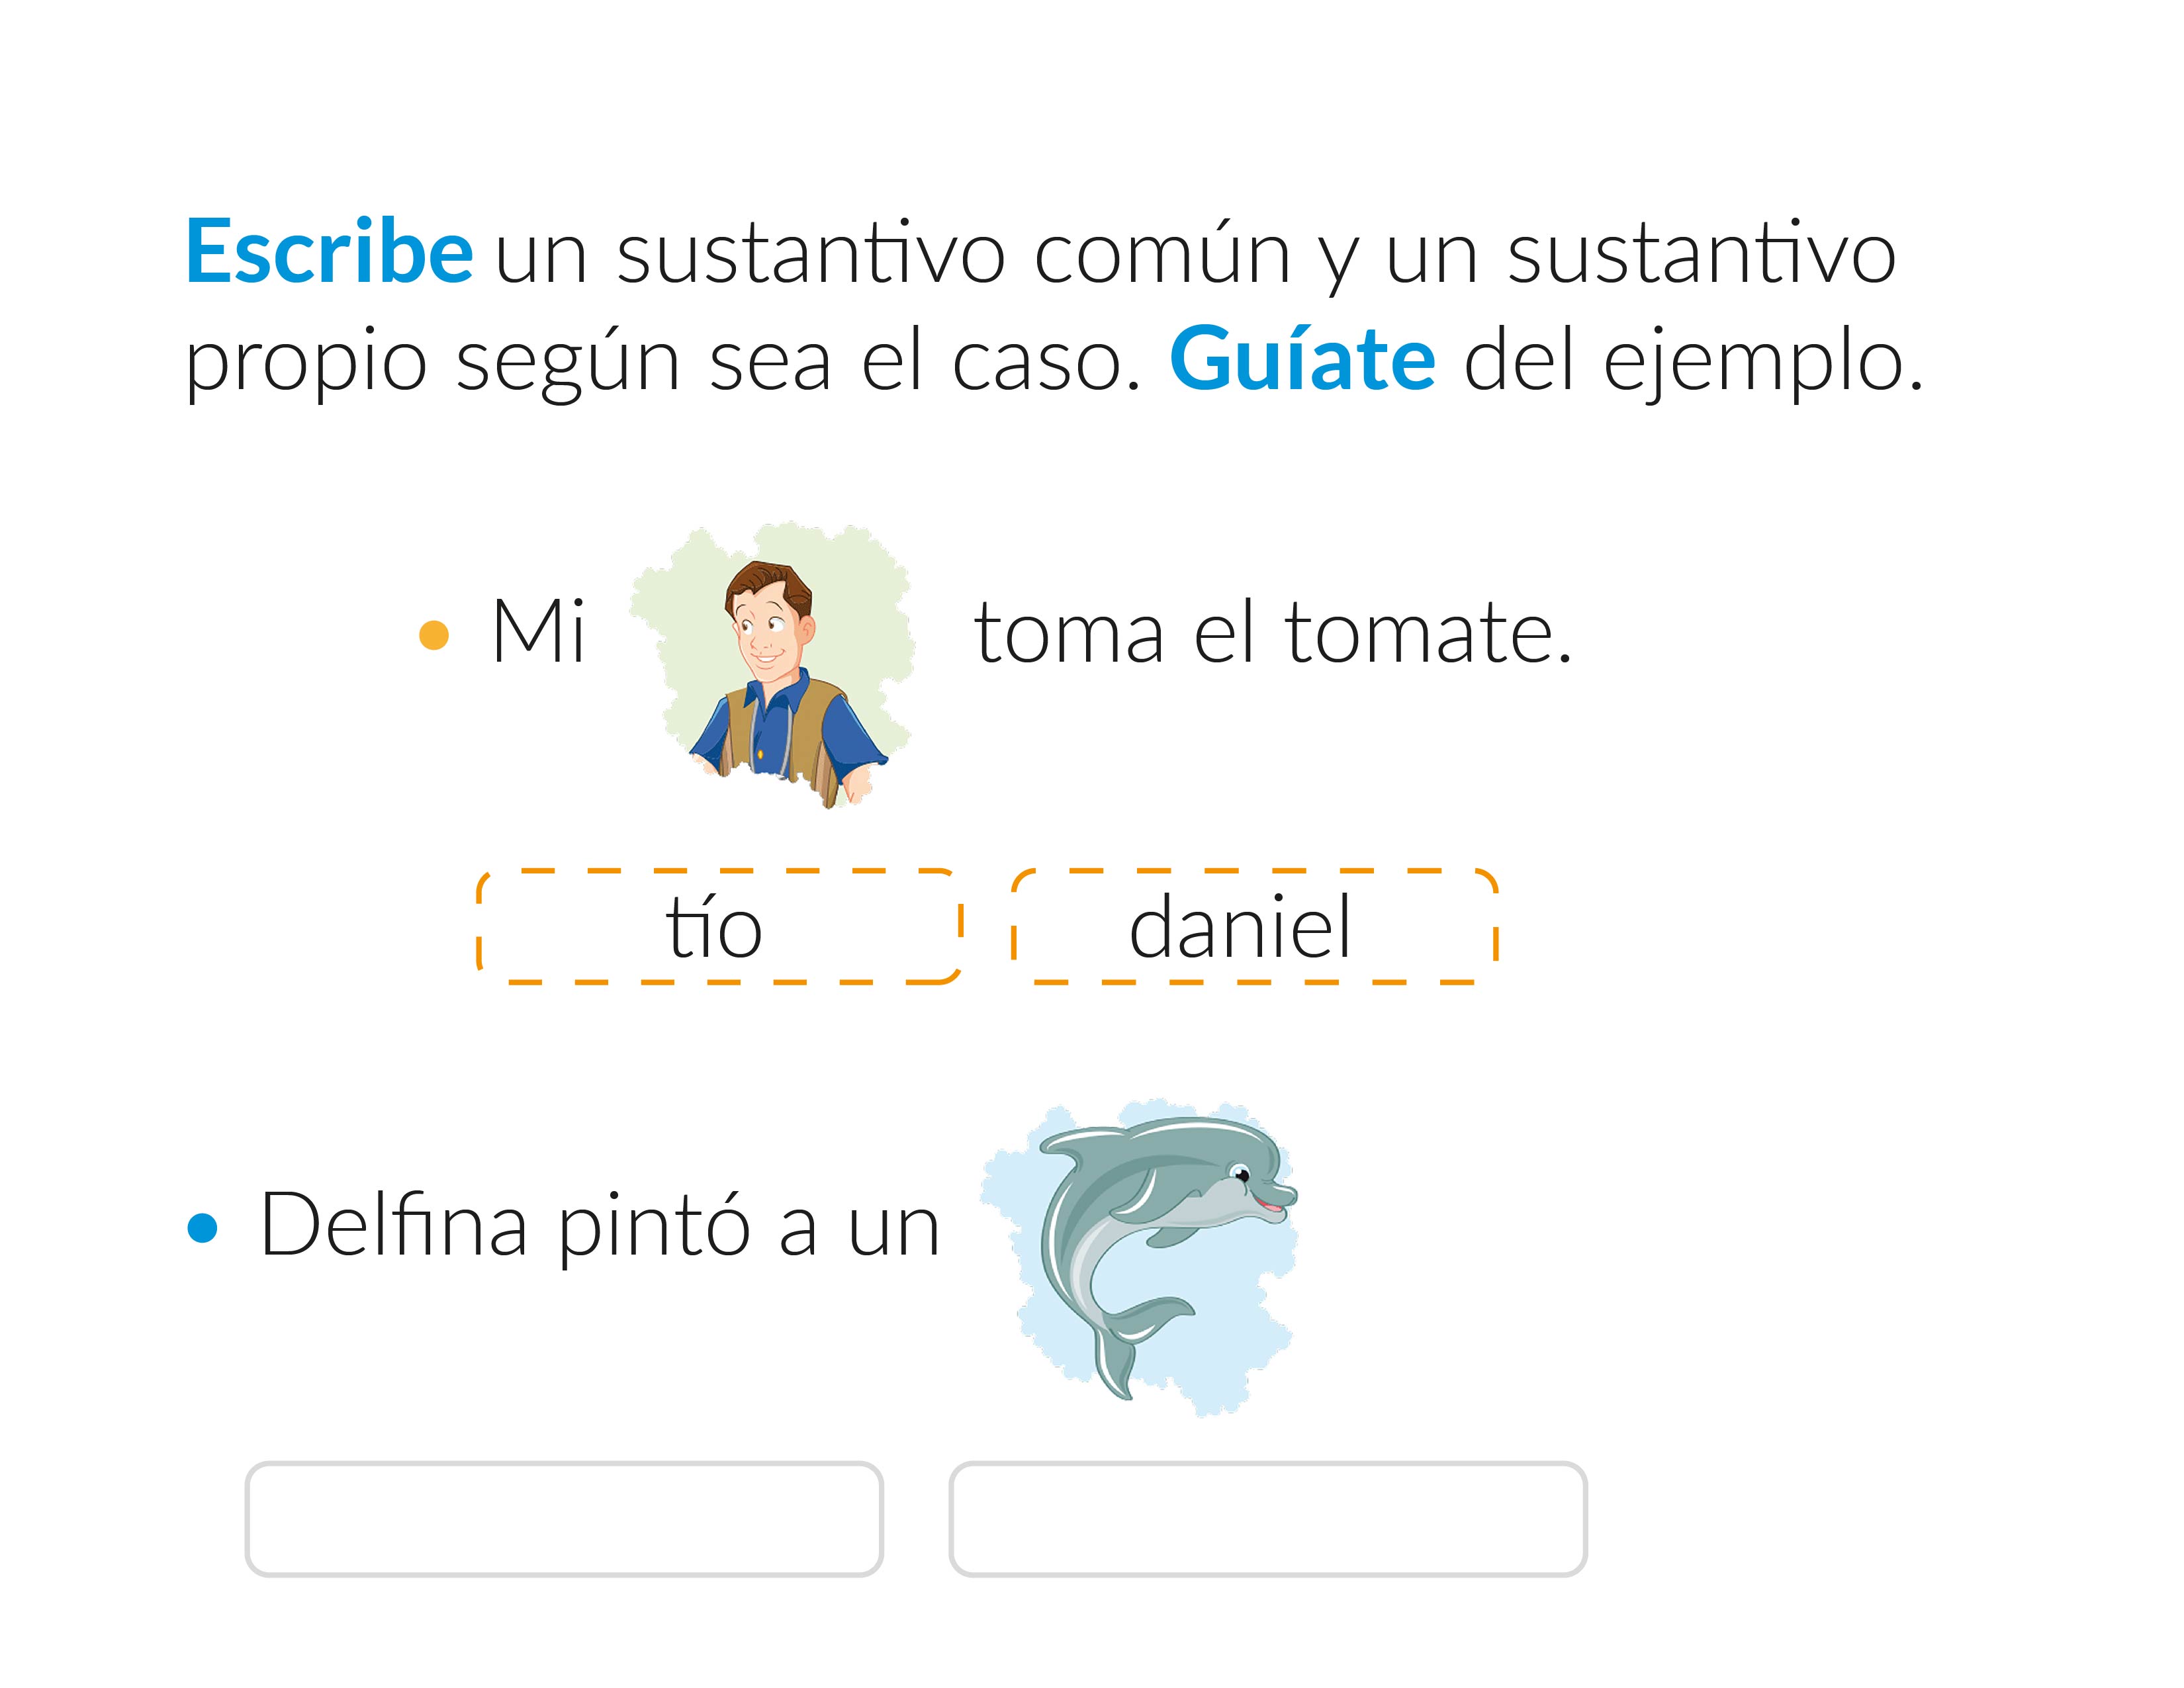 Escribe un sustantivo común y un sustantivo
propio según sea el caso. Guíate del ejemplo.
• Mi toma el tomate.
tío daniel
• Delfina pintó a un